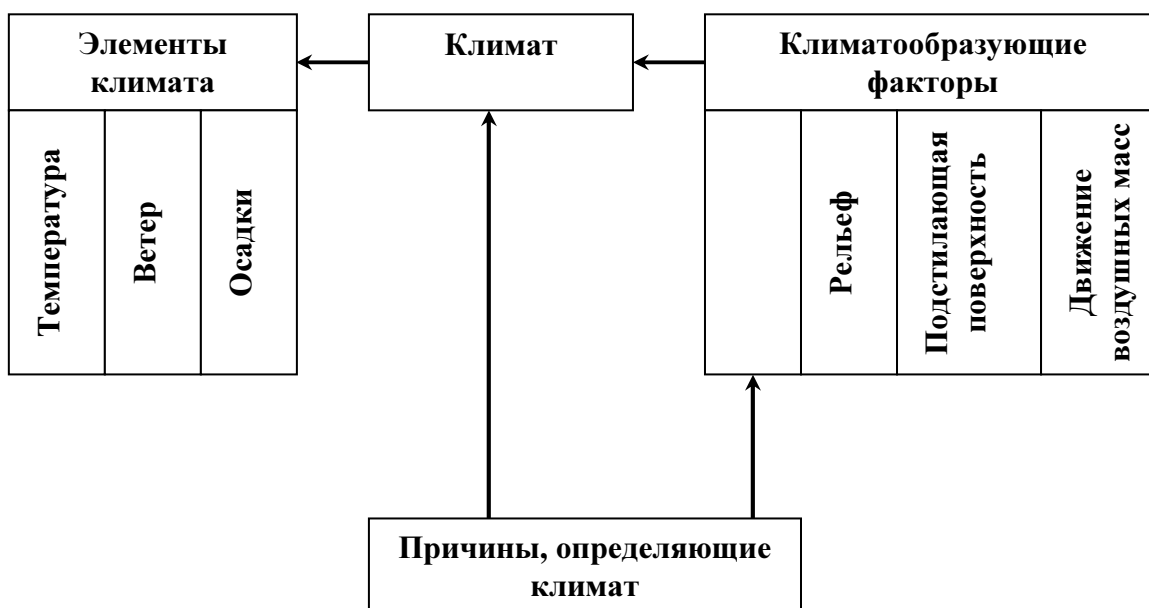 Элементы
климата
Климат
Климатообразующие
факторы
Температура
Ветер
Осадки
Рельеф
Подстилающая
поверхность
Движение
воздушных масс
Причины, определяющие
климат